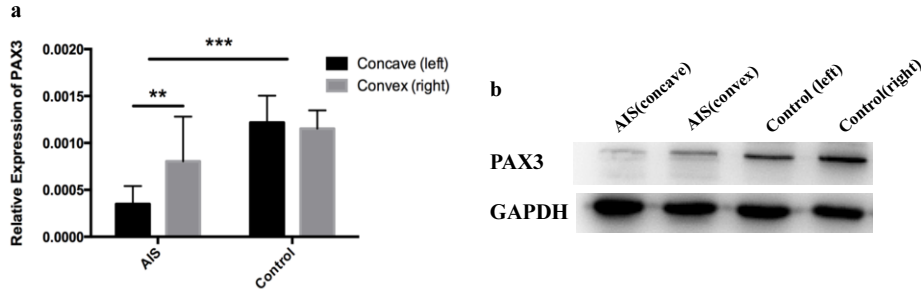 a
Relative Expression of PAX3
0.0020
0.0015
0.0010
0.0005
0.0000
***
**
Concave (left)
Convex (right)
AIS
Control
b
AIS(concave)
AIS(convex)
Control (left)
Control(right)
PAX3
GAPDH